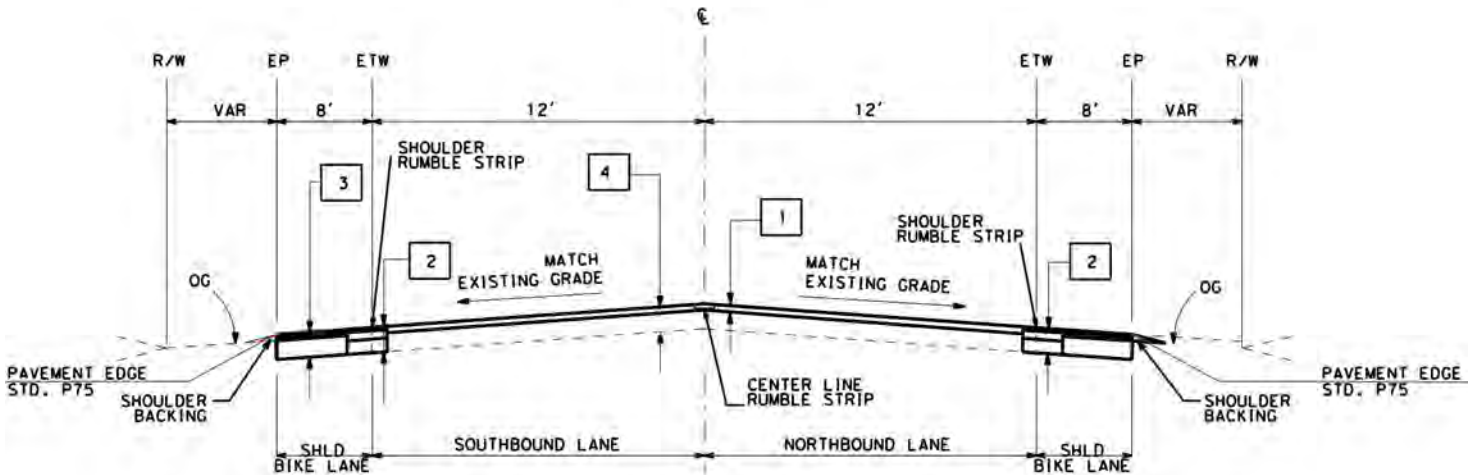 ℄
R/W EP ETW ETW EP R/W
VAR 8' 12' 12' 8' VAR
SHOULDER
RUMBLE STRIP
3
4
1
SHOULDER
RUMBLE STRIP
2
2
MATCH
EXISTING GRADE
MATCH
EXISTING GRADE
OG
OG
PAVEMENT EDGE
STD. P75
SHOULDER
BACKING
CENTER LINE
RUMBLE STRIP
SHOULDER
BACKING
PAVEMENT EDGE
STD. P75
SHLD
BIKE LANE
SOUTHBOUND LANE
NORTHBOUND LANE
SHLD
BIKE LANE